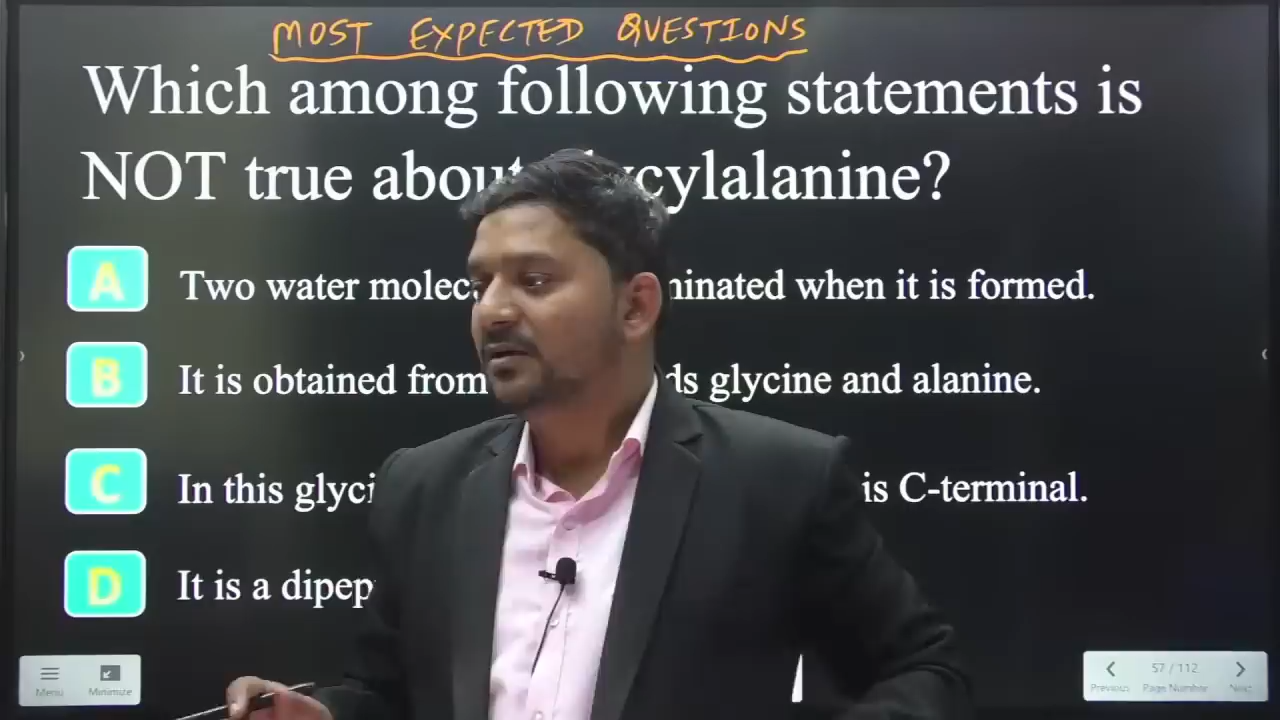 MOST EXPECTED QUESTIONS
Which among following statements is
NOT true about cylalanine?
A Two water molec minated when it is formed.
B It is obtained from ds glycine and alanine.
C In this glyci is C-terminal.
D It is a dipep
Menu Minimize
57 / 112
Previous Page Number Next